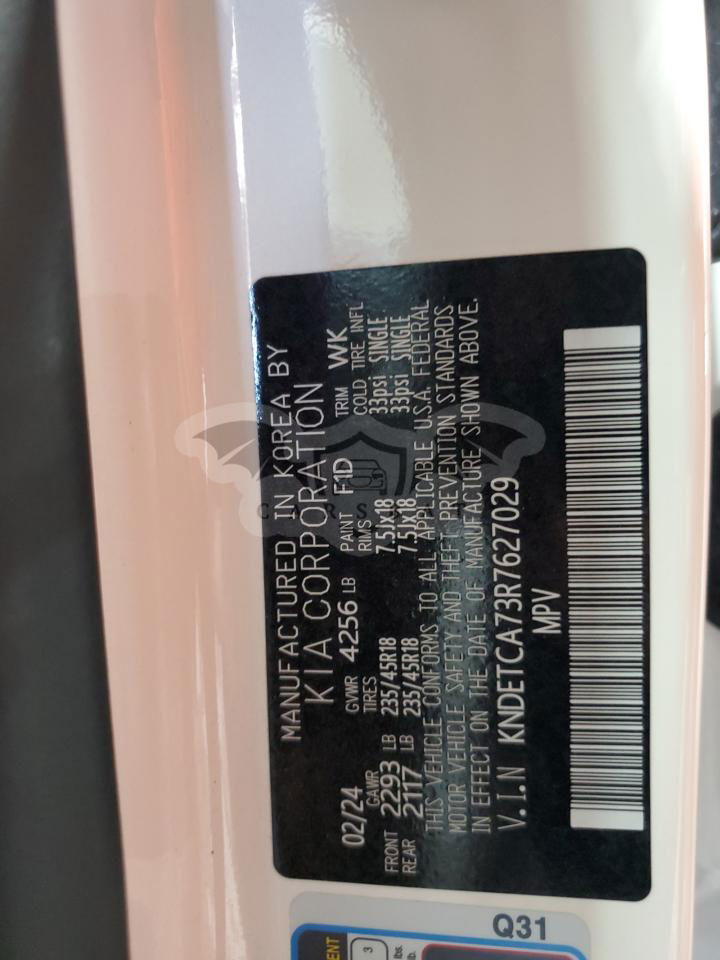 MANUFACTURED IN KOREA BY
KIA CORPORATION
02/24 GVWR 4256 LB PAINT F1D TRIM WK
GAWR TIRES RIMS COLD TIRE INFL
FRONT 2293 LB 235/45R18 7.5JX18 33psi SINGLE
REAR 2117 LB 235/45R18 7.5JX18 33psi SINGLE
THIS VEHICLE CONFORMS TO ALL APPLICABLE U.S.A. FEDERAL
MOTOR VEHICLE SAFETY AND THEFT PREVENTION STANDARDS
IN EFFECT ON THE DATE OF MANUFACTURE SHOWN ABOVE.
V.I.N KNDETCA73R7627029
MPV
Q31
3
lbs.
lb.